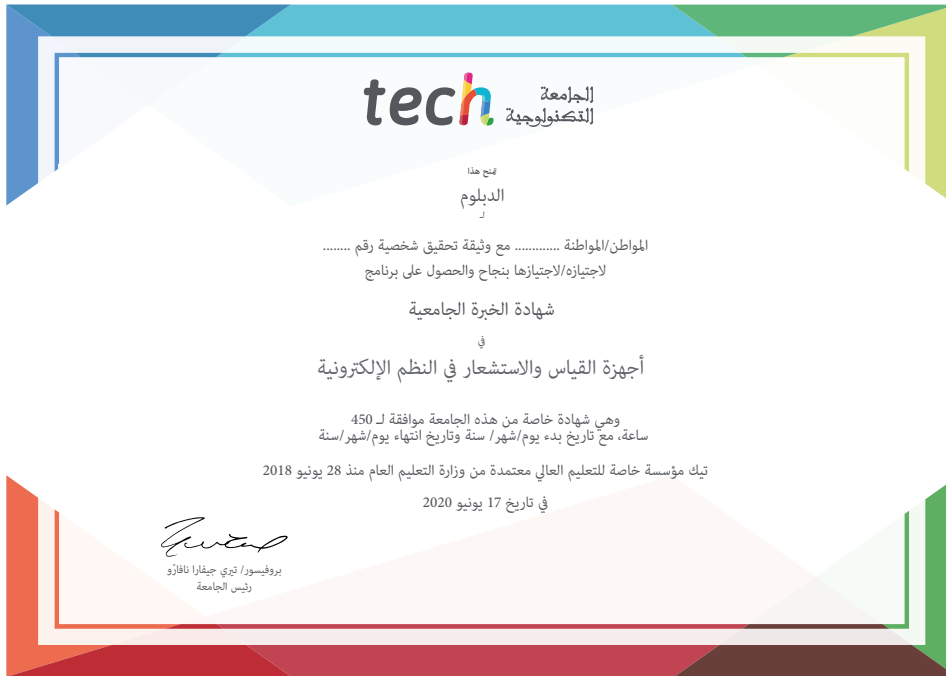 tech
الجامعة
التكنولوجية
يمنح هذا
الدبلوم
لـ
المواطن/المواطنة ............ مع وثيقة تحقيق شخصية رقم ........
لاجتيازه/لاجتيازها بنجاح والحصول على برنامج
شهادة الخبرة الجامعية
في
أجهزة القياس والاستشعار في النظم الإلكترونية
وهي شهادة خاصة من هذه الجامعة موافقة لـ 450
ساعة، مع تاريخ بدء يوم/شهر/ سنة وتاريخ انتهاء يوم/شهر/سنة
تيك مؤسسة خاصة للتعليم العالي معتمدة من وزارة التعليم العام منذ 28 يونيو 2018
في تاريخ 17 يونيو 2020
بروفيسور/ تيري جيفارا نافارّو
رئيس الجامعة